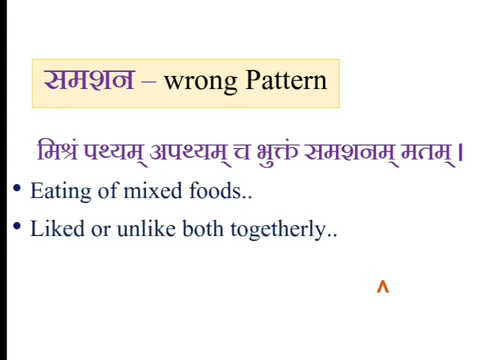 समशन – wrong Pattern
मिश्रं पथ्यम् अपथ्यम् च भुक्तं समशनम् मतम् ।
• Eating of mixed foods..
• Liked or unlike both togetherly..
^